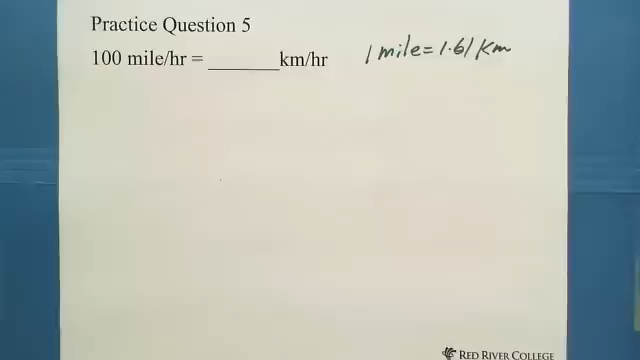 Practice Question 5
100 mile/hr = _______km/hr
1 mile = 1.61 km
RED RIVER COLLEGE